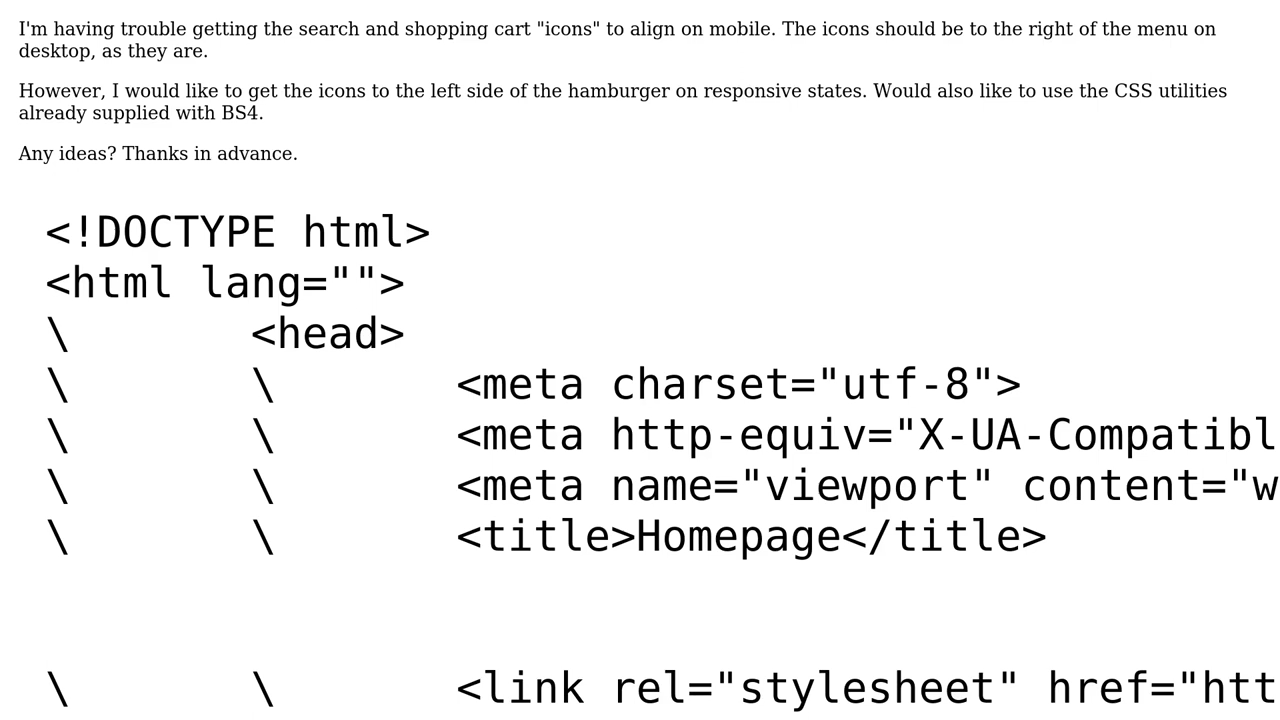 I'm having trouble getting the search and shopping cart "icons" to align on mobile. The icons should be to the right of the menu on
desktop, as they are.
However, I would like to get the icons to the left side of the hamburger on responsive states. Would also like to use the CSS utilities
already supplied with BS4.
Any ideas? Thanks in advance.
<!DOCTYPE html>
<html lang="">
\ <head>
\ \ <meta charset="utf-8">
\ \ <meta http-equiv="X-UA-Compatibl
\ \ <meta name="viewport" content="w
\ \ <title>Homepage</title>
\ \ <link rel="stylesheet" href="htt